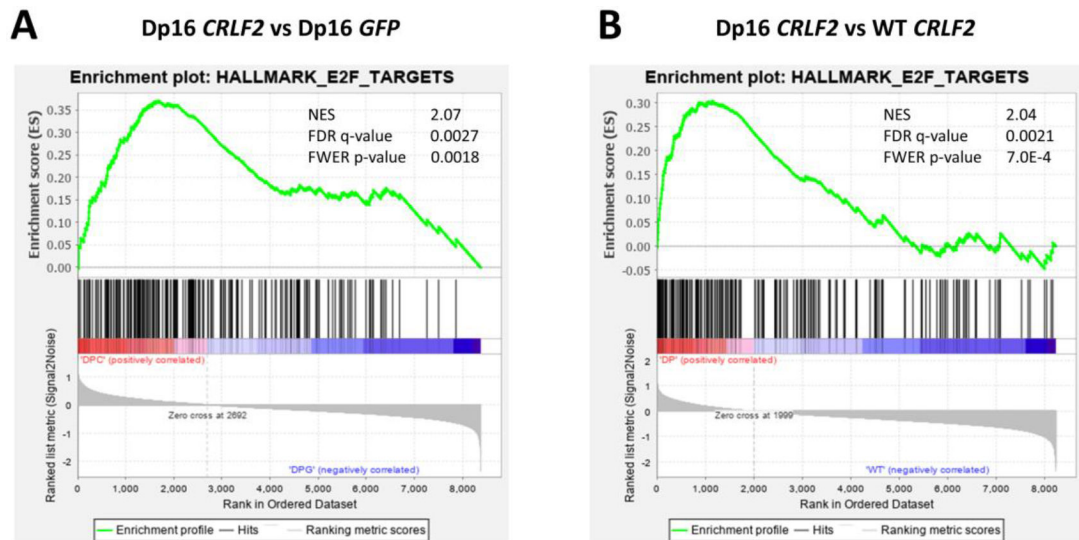 A
Dp16 CRLF2 vs Dp16 GFP
Enrichment plot: HALLMARK_E2F_TARGETS
NES 2.07
FDR q-value 0.0027
FWER p-value 0.0018
Enrichment score (ES)
0.35
0.30
0.25
0.20
0.15
0.10
0.05
0.00
'DPC' (positively correlated)
Ranked list metric (Signal2Noise)
1
0
-1
-2
Zero cross at 2692
'DPG' (negatively correlated)
0 1,000 2,000 3,000 4,000 5,000 6,000 7,000 8,000
Rank in Ordered Dataset
Enrichment profile Hits Ranking metric scores
B
Dp16 CRLF2 vs WT CRLF2
Enrichment plot: HALLMARK_E2F_TARGETS
NES 2.04
FDR q-value 0.0021
FWER p-value 7.0E-4
Enrichment score (ES)
0.30
0.25
0.20
0.15
0.10
0.05
0.00
-0.05
'DP' (positively correlated)
Ranked list metric (Signal2Noise)
2
1
0
-1
-2
Zero cross at 1999
'WT' (negatively correlated)
0 1,000 2,000 3,000 4,000 5,000 6,000 7,000 8,000
Rank in Ordered Dataset
Enrichment profile Hits Ranking metric scores